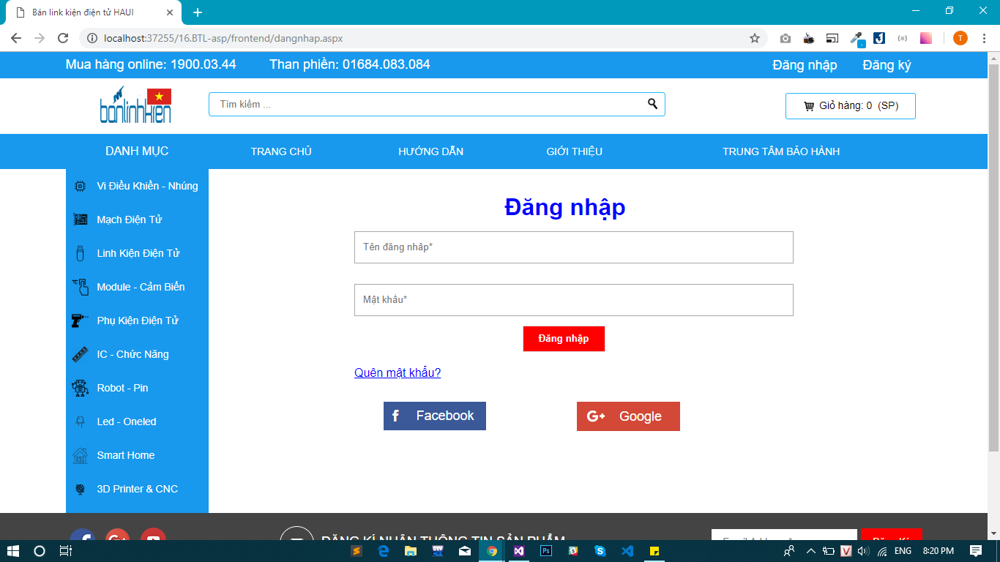 Bán link kiện điện tử HAUI
localhost:37255/16.BTL-asp/frontend/dangnhap.aspx
T
Mua hàng online: 1900.03.44 Than phiền: 01684.083.084 Đăng nhập Đăng ký
bánlinhkiện
Tìm kiếm ...
Giỏ hàng: 0 (SP)
DANH MỤC TRANG CHỦ HƯỚNG DẪN GIỚI THIỆU TRUNG TÂM BẢO HÀNH
Vi Điều Khiển - Nhúng
Mạch Điện Tử
Linh Kiện Điện Tử
Module - Cảm Biến
Phụ Kiện Điện Tử
IC - Chức Năng
Robot - Pin
Led - Oneled
Smart Home
3D Printer & CNC
Đăng nhập
Tên đăng nhập*
Mật khẩu*
Đăng nhập
Quên mật khẩu?
Facebook
G+ Google
ĐĂNG KÍ NHẬN THÔNG TIN SẢN PHẨM
Email Address*
Đăng Kí
ENG 8:20 PM